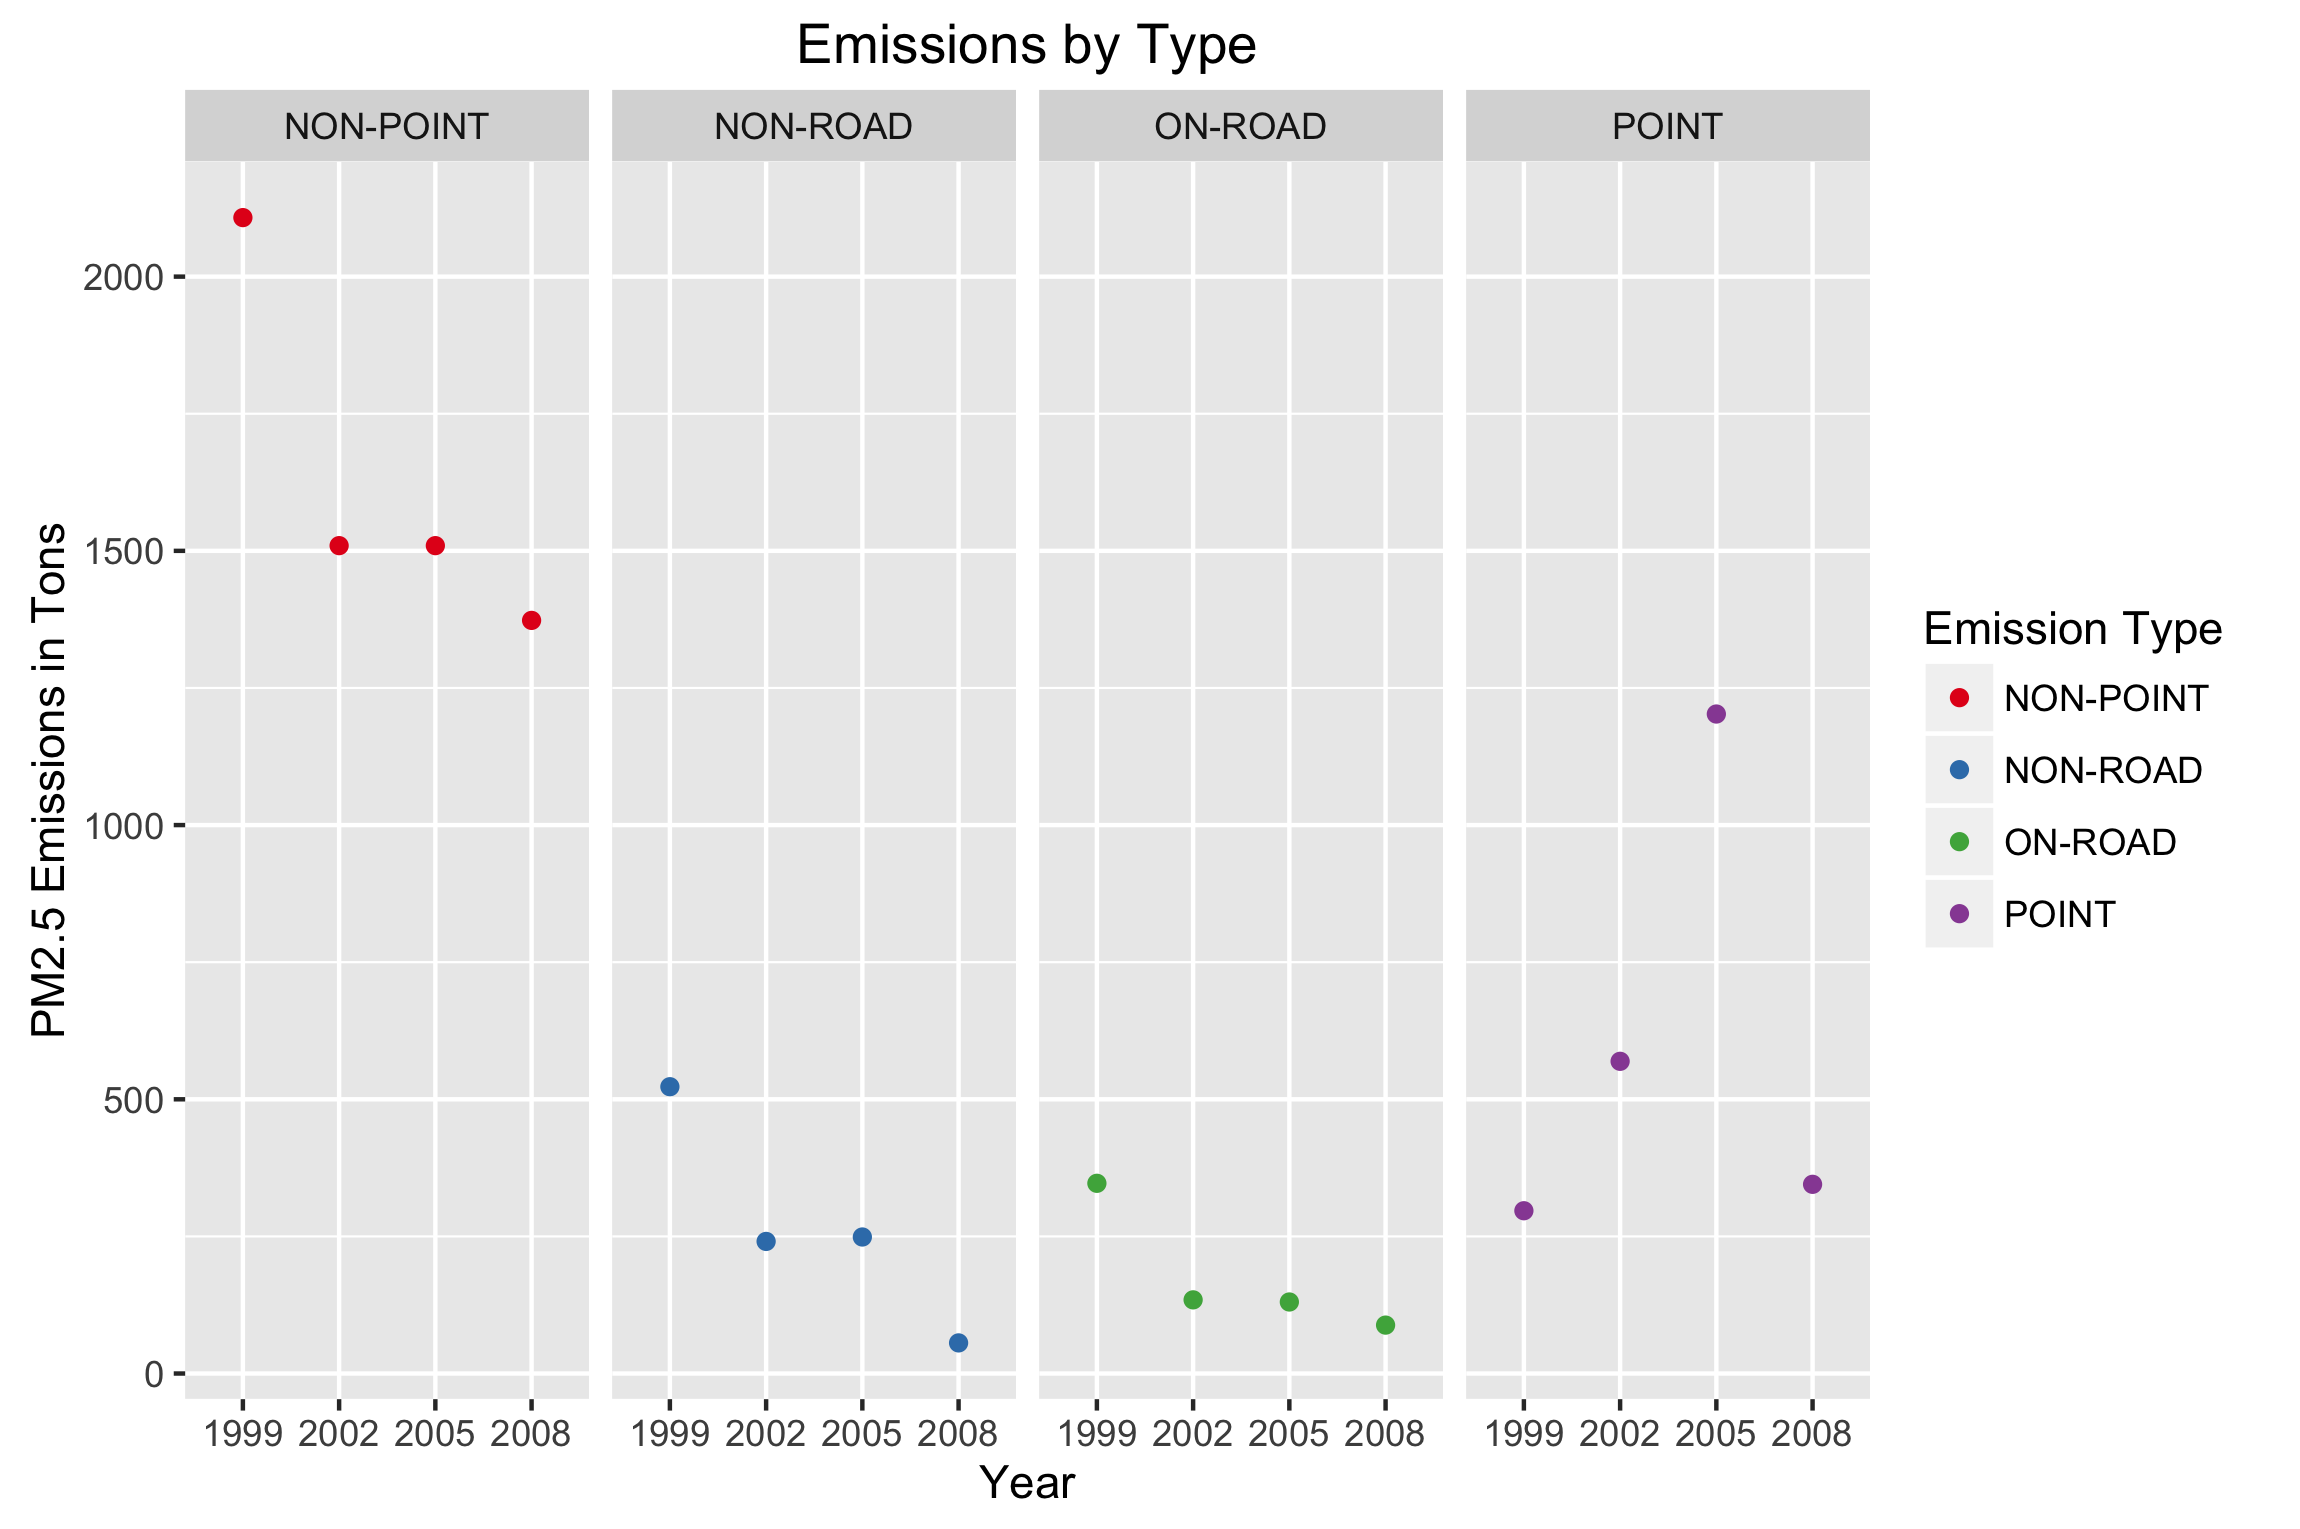 Emissions by Type
NON-POINT NON-ROAD ON-ROAD POINT
PM2.5 Emissions in Tons
2000
1500
1000
500
0
1999 2002 2005 2008 1999 2002 2005 2008 1999 2002 2005 2008 1999 2002 2005 2008
Year
Emission Type
NON-POINT
NON-ROAD
ON-ROAD
POINT